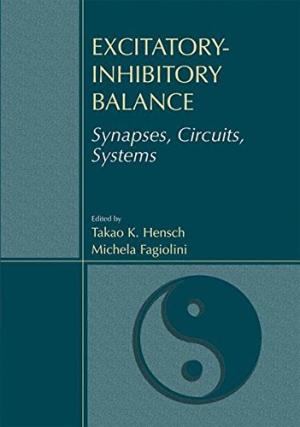 EXCITATORY-
INHIBITORY
BALANCE
Synapses, Circuits,
Systems
Edited by
Takao K. Hensch
Michela Fagiolini